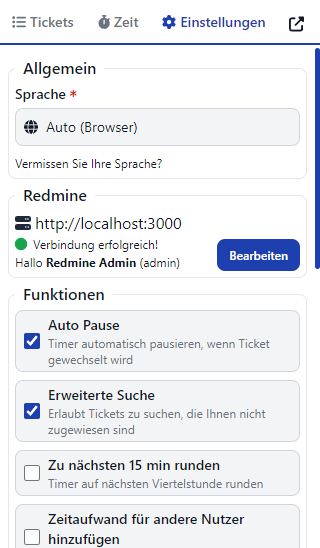 Tickets Zeit Einstellungen
Allgemein
Sprache *
Auto (Browser)
Vermissen Sie Ihre Sprache?
Redmine
http://localhost:3000
Verbindung erfolgreich!
Hallo Redmine Admin (admin)
Bearbeiten
Funktionen
Auto Pause
Timer automatisch pausieren, wenn Ticket
gewechselt wird
Erweiterte Suche
Erlaubt Tickets zu suchen, die Ihnen nicht
zugewiesen sind
Zu nächsten 15 min runden
Timer auf nächsten Viertelstunde runden
Zeitaufwand für andere Nutzer
hinzufügen